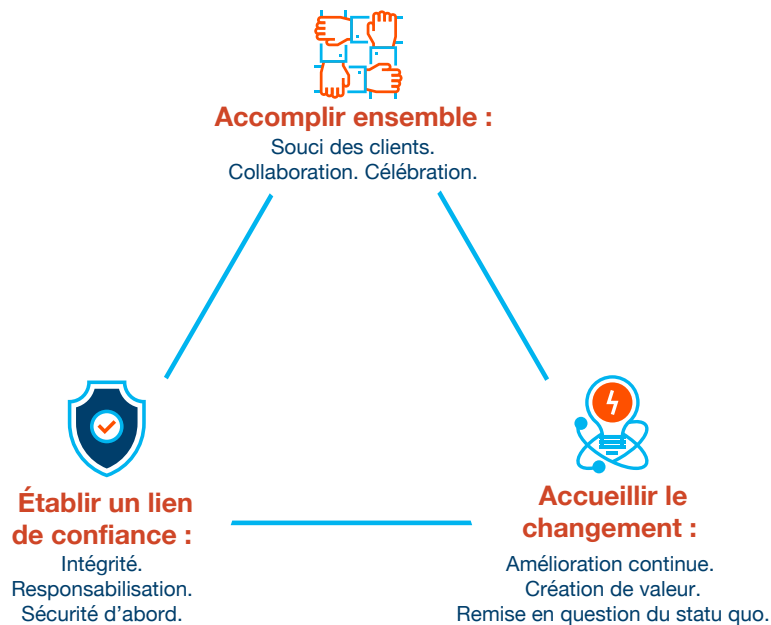 Accomplir ensemble :
Souci des clients.
Collaboration. Célébration.
Établir un lien
de confiance :
Intégrité.
Responsabilisation.
Sécurité d’abord.
Accueillir le
changement :
Amélioration continue.
Création de valeur.
Remise en question du statu quo.